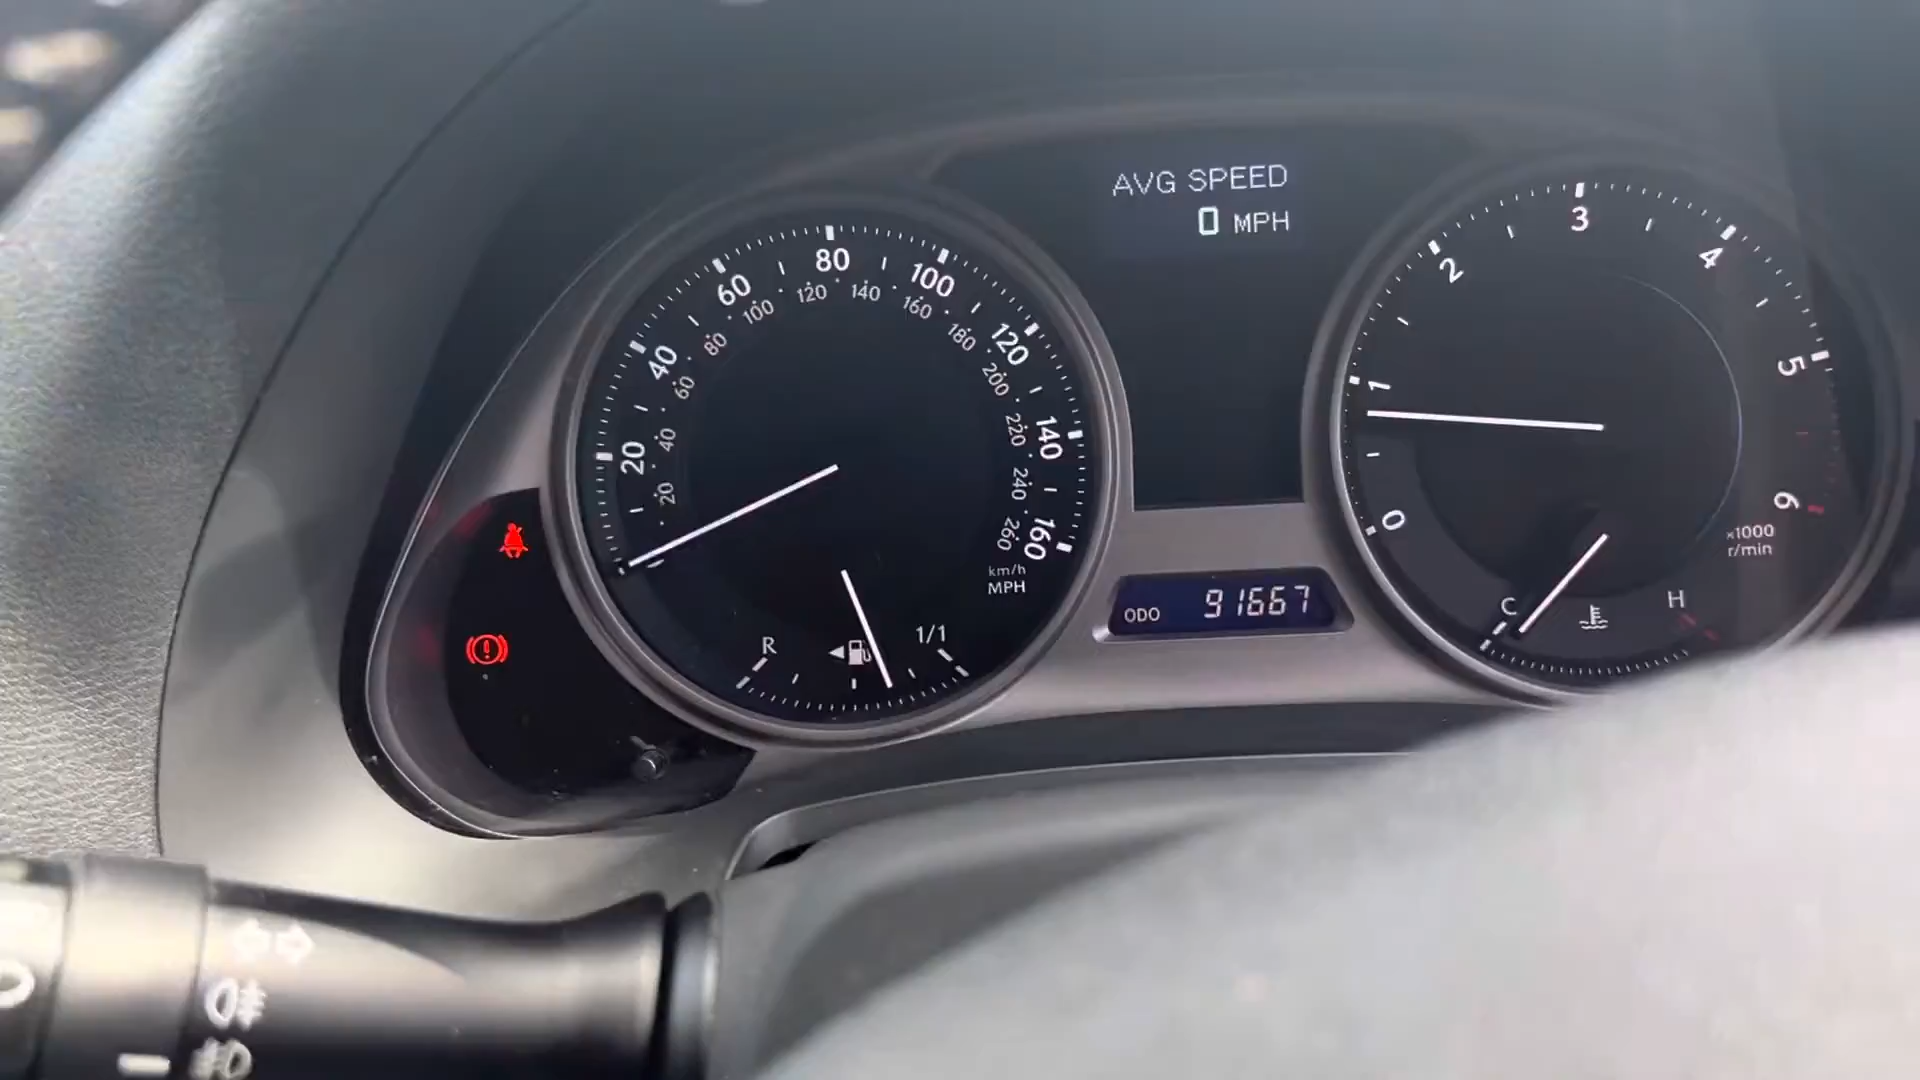 AVG SPEED
0 MPH
20 40 60 80 100 120 140 160
20 40 60 80 100 120 140 160 180 200 220 240 260
km/h
MPH
R 1/1
ODO 91667
0 1 2 3 4 5 6
x1000
r/min
C H